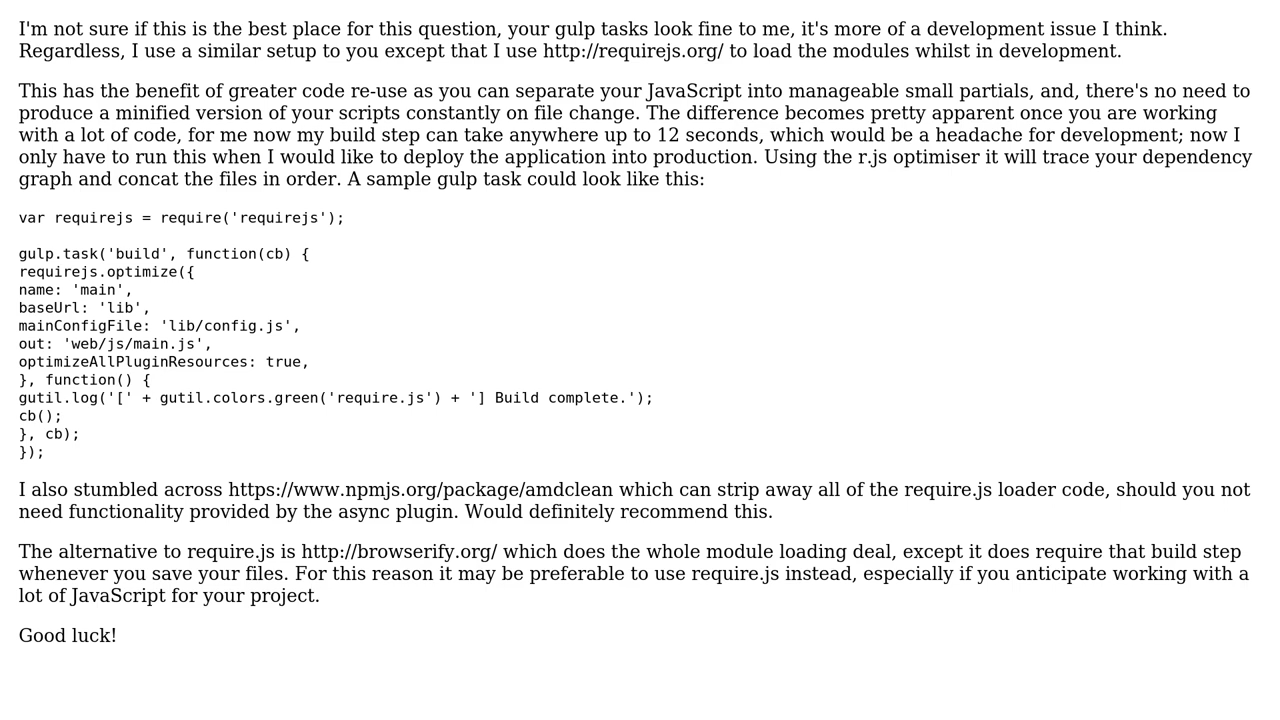 I'm not sure if this is the best place for this question, your gulp tasks look fine to me, it's more of a development issue I think.
Regardless, I use a similar setup to you except that I use http://requirejs.org/ to load the modules whilst in development.
This has the benefit of greater code re-use as you can separate your JavaScript into manageable small partials, and, there's no need to
produce a minified version of your scripts constantly on file change. The difference becomes pretty apparent once you are working
with a lot of code, for me now my build step can take anywhere up to 12 seconds, which would be a headache for development; now I
only have to run this when I would like to deploy the application into production. Using the r.js optimiser it will trace your dependency
graph and concat the files in order. A sample gulp task could look like this:
var requirejs = require('requirejs');
gulp.task('build', function(cb) {
requirejs.optimize({
name: 'main',
baseUrl: 'lib',
mainConfigFile: 'lib/config.js',
out: 'web/js/main.js',
optimizeAllPluginResources: true,
}, function() {
gutil.log('[' + gutil.colors.green('require.js') + '] Build complete.');
cb();
}, cb);
});
I also stumbled across https://www.npmjs.org/package/amdclean which can strip away all of the require.js loader code, should you not
need functionality provided by the async plugin. Would definitely recommend this.
The alternative to require.js is http://browserify.org/ which does the whole module loading deal, except it does require that build step
whenever you save your files. For this reason it may be preferable to use require.js instead, especially if you anticipate working with a
lot of JavaScript for your project.
Good luck!